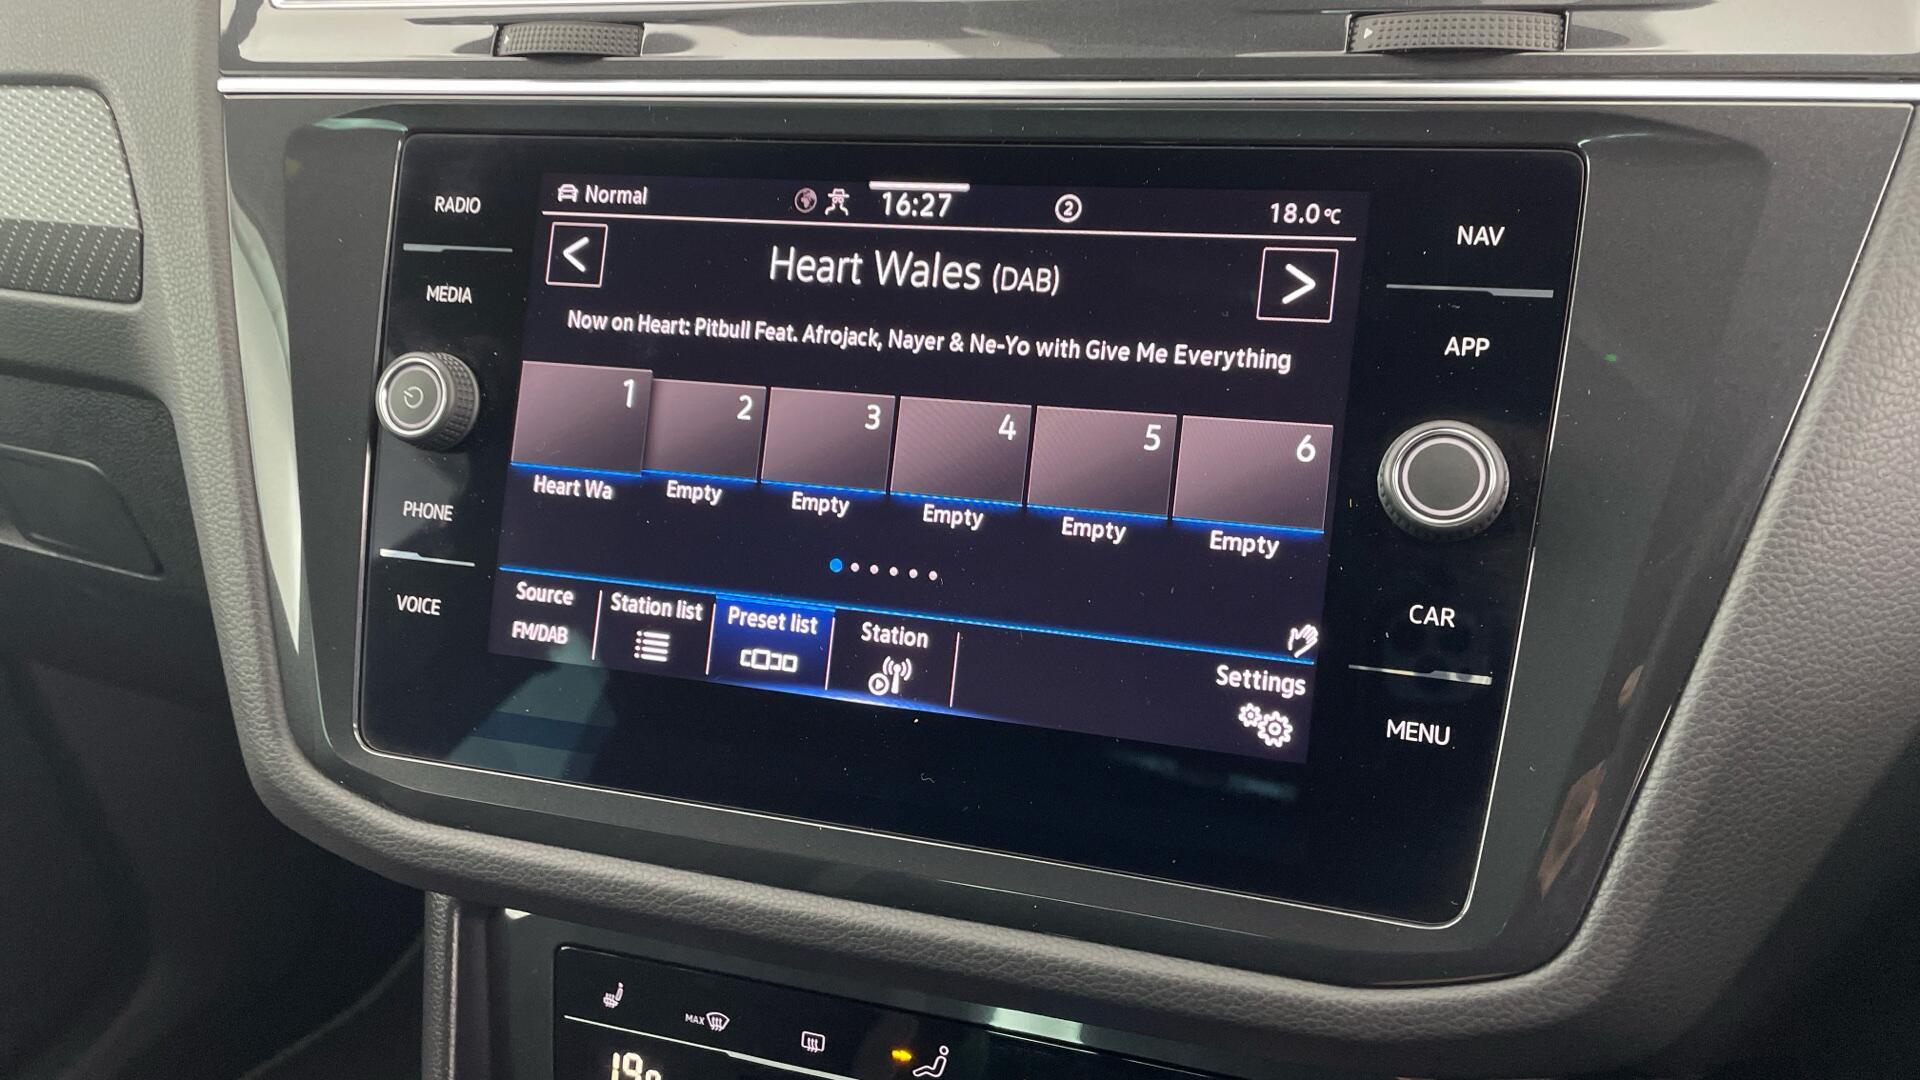 RADIO
MEDIA
PHONE
VOICE
Normal
16:27
2
18.0°C
Heart Wales (DAB)
Now on Heart: Pitbull Feat. Afrojack, Nayer & Ne-Yo with Give Me Everything
1 2 3 4 5 6
Heart Wa Empty Empty Empty Empty Empty
Source
FM/DAB
Station list
Preset list
Station
Settings
NAV
APP
CAR
MENU
MAX